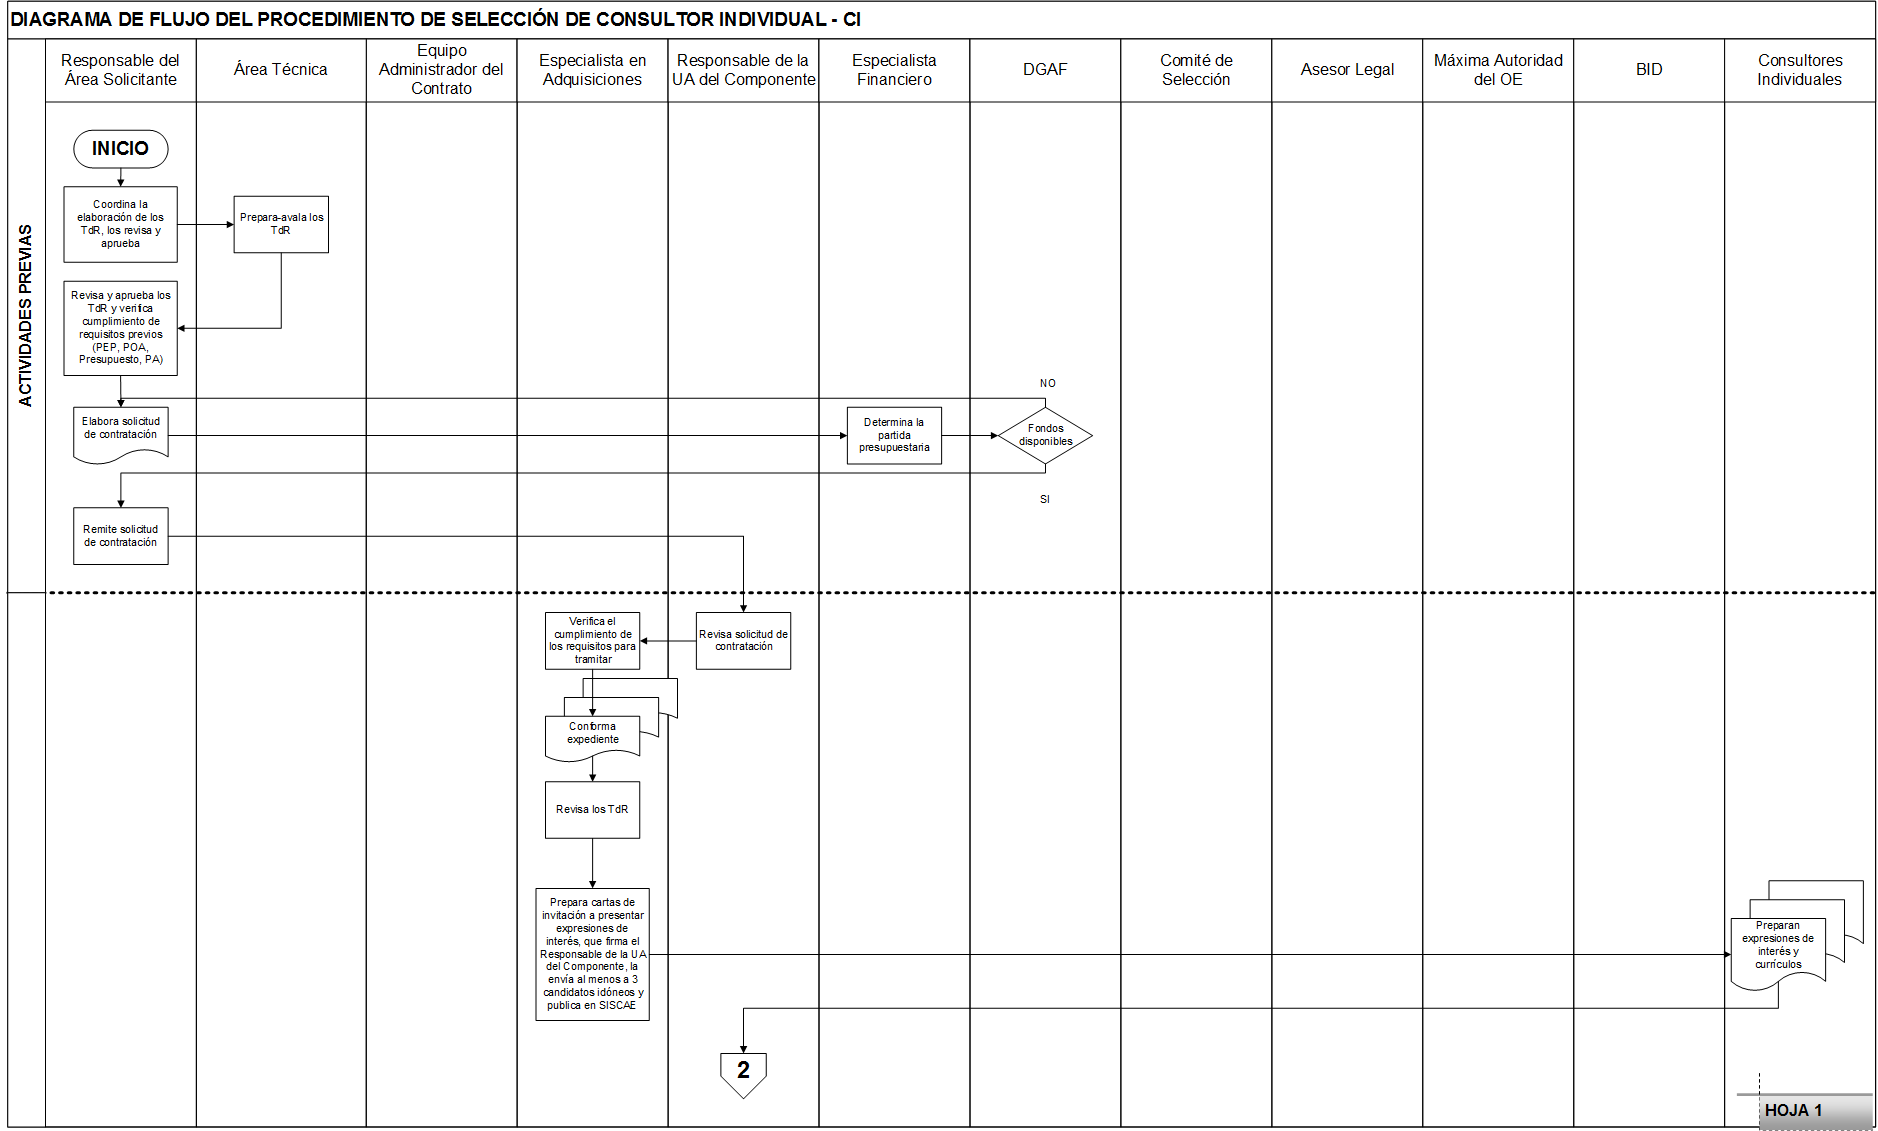 DIAGRAMA DE FLUJO DEL PROCEDIMIENTO DE SELECCIÓN DE CONSULTOR INDIVIDUAL - CI
Responsable del
Área Solicitante
Área Técnica
Equipo
Administrador del
Contrato
Especialista en
Adquisiciones
Responsable de la
UA del Componente
Especialista
Financiero
DGAF
Comité de
Selección
Asesor Legal
Máxima Autoridad
del OE
BID
Consultores
Individuales
ACTIVIDADES PREVIAS
INICIO
Coordina la
elaboración de los
TdR, los revisa y
aprueba
Prepara-avala los
TdR
Revisa y aprueba los
TdR y verifica
cumplimiento de
requisitos previos
(PEP, POA,
Presupuesto, PA)
NO
Elabora solicitud
de contratación
Determina la
partida
presupuestaria
Fondos
disponibles
SI
Remite solicitud
de contratación
Verifica el
cumplimiento de
los requisitos para
tramitar
Revisa solicitud de
contratación
Conforma
expediente
Revisa los TdR
Prepara cartas de
invitación a presentar
expresiones de
interés, que firma el
Responsable de la UA
del Componente, la
envía al menos a 3
candidatos idóneos y
publica en SISCAE
Preparan
expresiones de
interés y
currículos
2
HOJA 1